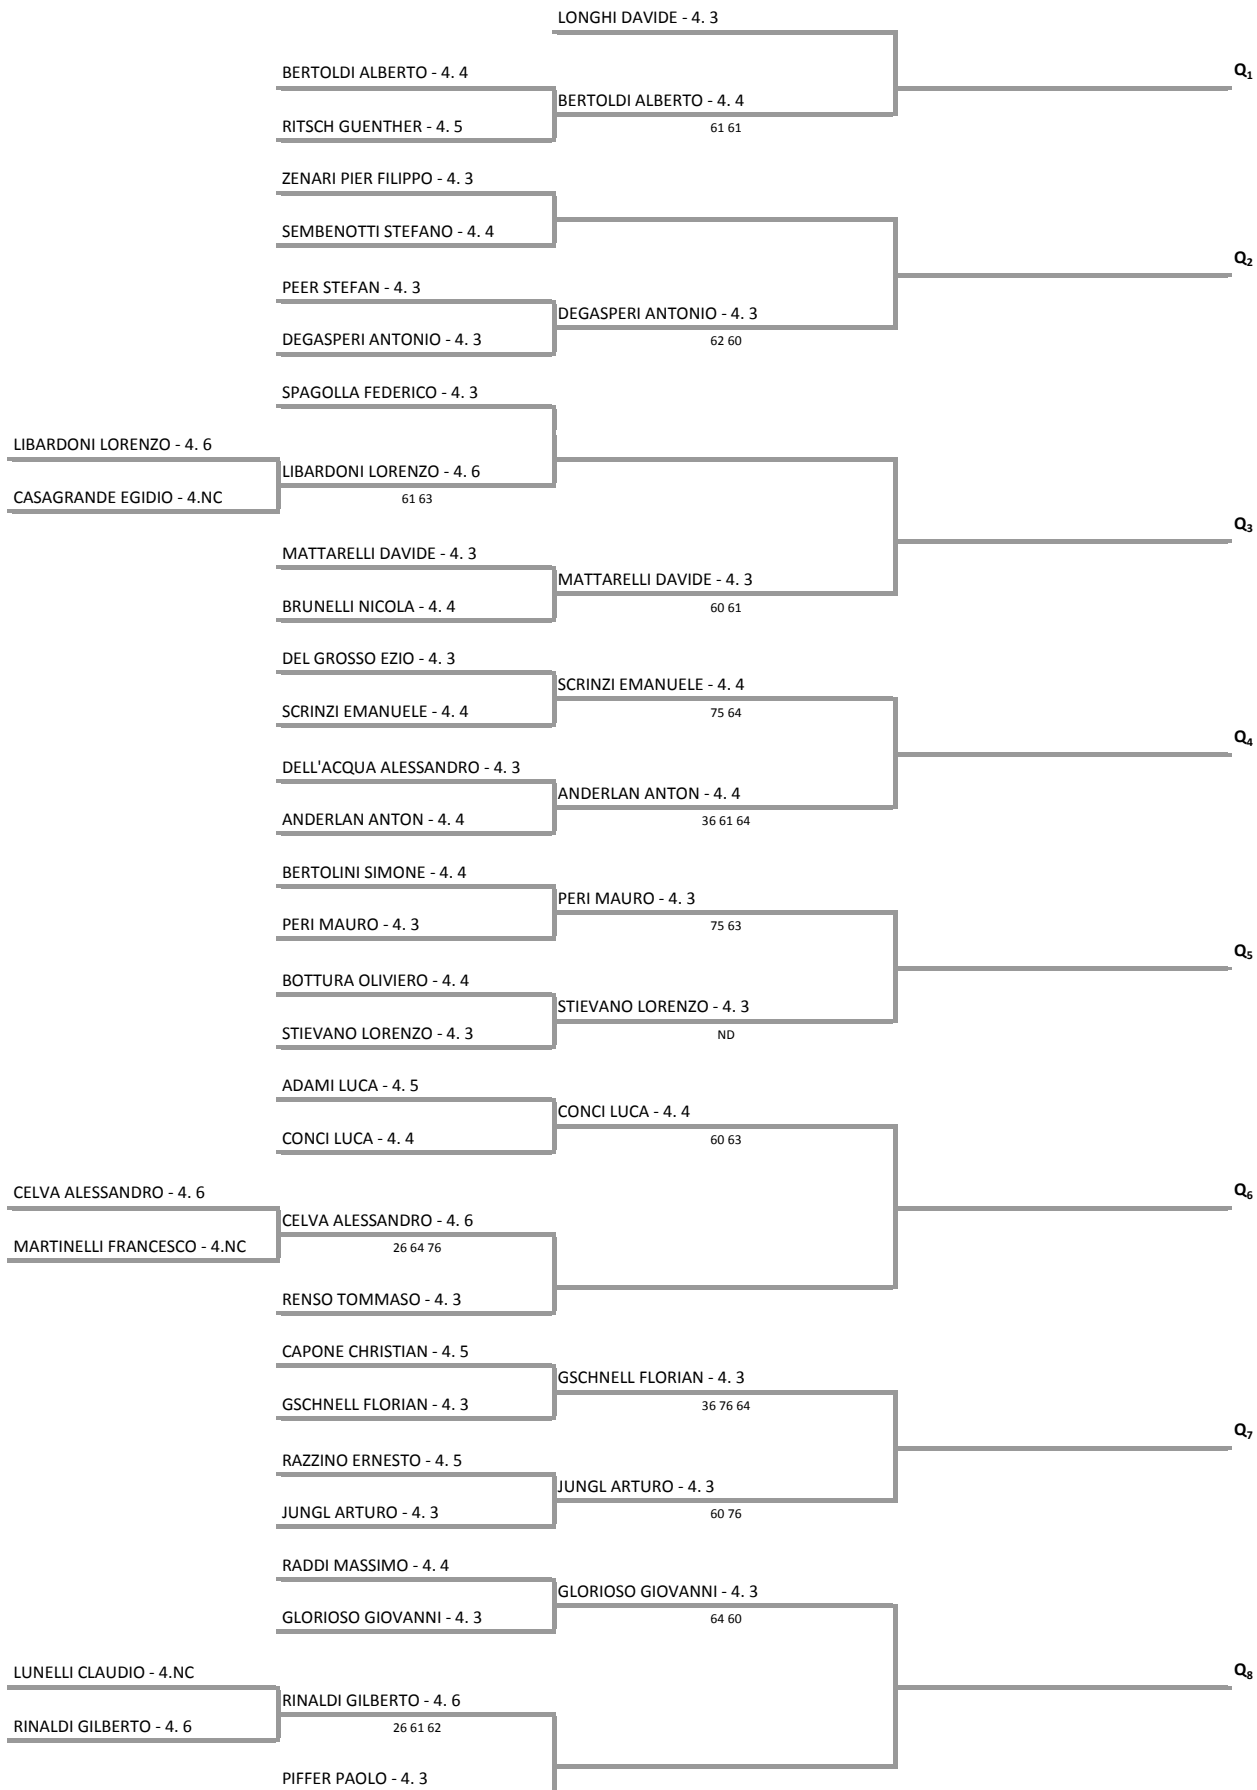 LONGHI DAVIDE - 4. 3
BERTOLDI ALBERTO - 4. 4
Q1
BERTOLDI ALBERTO - 4. 4
RITSCH GUENTHER - 4. 5
61 61
ZENARI PIER FILIPPO - 4. 3
SEMBENOTTI STEFANO - 4. 4
Q2
PEER STEFAN - 4. 3
DEGASPERI ANTONIO - 4. 3
DEGASPERI ANTONIO - 4. 3
62 60
SPAGOLLA FEDERICO - 4. 3
LIBARDONI LORENZO - 4. 6
LIBARDONI LORENZO - 4. 6
CASAGRANDE EGIDIO - 4.NC
61 63
Q3
MATTARELLI DAVIDE - 4. 3
MATTARELLI DAVIDE - 4. 3
BRUNELLI NICOLA - 4. 4
60 61
DEL GROSSO EZIO - 4. 3
SCRINZI EMANUELE - 4. 4
SCRINZI EMANUELE - 4. 4
75 64
Q4
DELL'ACQUA ALESSANDRO - 4. 3
ANDERLAN ANTON - 4. 4
ANDERLAN ANTON - 4. 4
36 61 64
BERTOLINI SIMONE - 4. 4
PERI MAURO - 4. 3
PERI MAURO - 4. 3
75 63
Q5
BOTTURA OLIVIERO - 4. 4
STIEVANO LORENZO - 4. 3
STIEVANO LORENZO - 4. 3
ND
ADAMI LUCA - 4. 5
CONCI LUCA - 4. 4
CONCI LUCA - 4. 4
60 63
CELVA ALESSANDRO - 4. 6
Q6
CELVA ALESSANDRO - 4. 6
MARTINELLI FRANCESCO - 4.NC
26 64 76
RENSO TOMMASO - 4. 3
CAPONE CHRISTIAN - 4. 5
GSCHNELL FLORIAN - 4. 3
GSCHNELL FLORIAN - 4. 3
36 76 64
Q7
RAZZINO ERNESTO - 4. 5
JUNGL ARTURO - 4. 3
JUNGL ARTURO - 4. 3
60 76
RADDI MASSIMO - 4. 4
GLORIOSO GIOVANNI - 4. 3
GLORIOSO GIOVANNI - 4. 3
64 60
LUNELLI CLAUDIO - 4.NC
Q8
RINALDI GILBERTO - 4. 6
RINALDI GILBERTO - 4. 6
26 61 62
PIFFER PAOLO - 4. 3